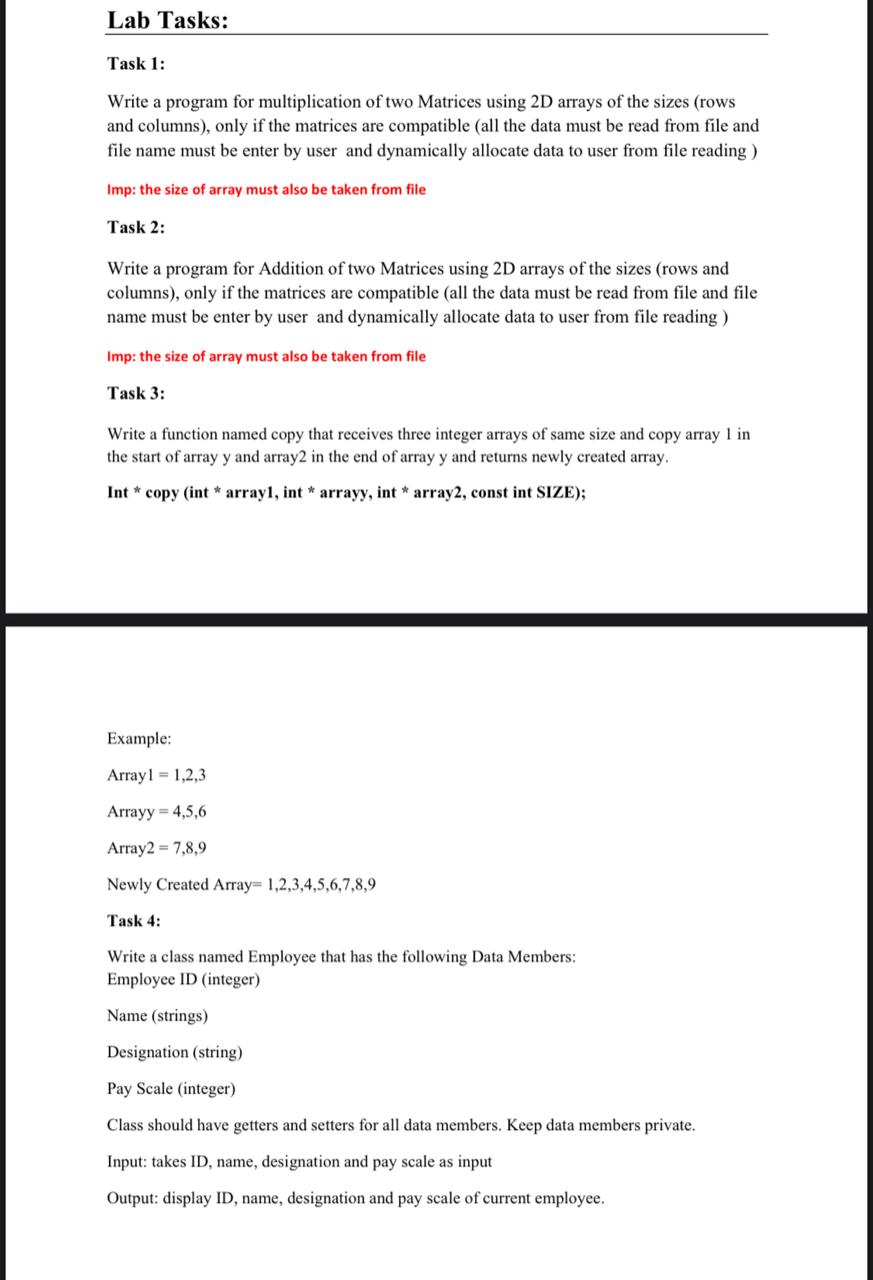 Lab Tasks:
Task 1:
Write a program for multiplication of two Matrices using 2D arrays of the sizes (rows
and columns), only if the matrices are compatible (all the data must be read from file and
file name must be enter by user and dynamically allocate data to user from file reading )
Imp: the size of array must also be taken from file
Task 2:
Write a program for Addition of two Matrices using 2D arrays of the sizes (rows and
columns), only if the matrices are compatible (all the data must be read from file and file
name must be enter by user and dynamically allocate data to user from file reading )
Imp: the size of array must also be taken from file
Task 3:
Write a function named copy that receives three integer arrays of same size and copy array 1 in
the start of array y and array2 in the end of array y and returns newly created array.
Int * copy (int * array1, int * arrayy, int * array2, const int SIZE);
Example:
Array1 = 1,2,3
Arrayy = 4,5,6
Array2 = 7,8,9
Newly Created Array= 1,2,3,4,5,6,7,8,9
Task 4:
Write a class named Employee that has the following Data Members:
Employee ID (integer)
Name (strings)
Designation (string)
Pay Scale (integer)
Class should have getters and setters for all data members. Keep data members private.
Input: takes ID, name, designation and pay scale as input
Output: display ID, name, designation and pay scale of current employee.